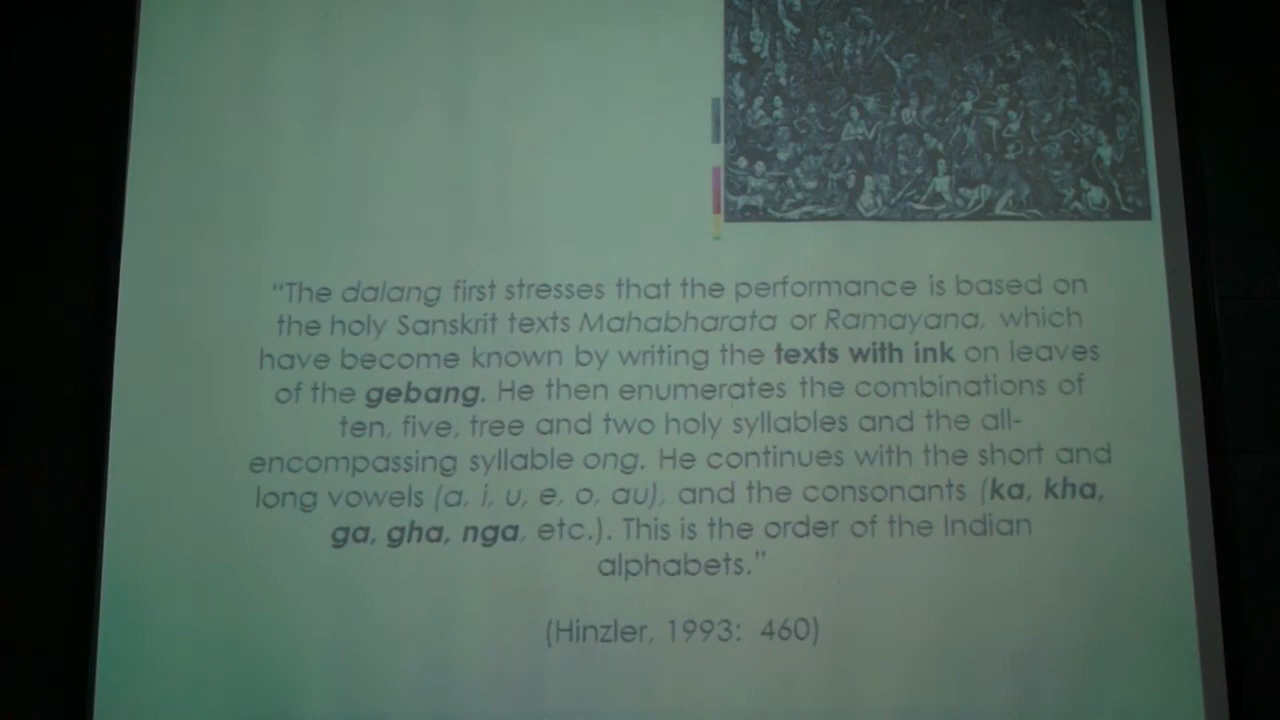 “The dalang first stresses that the performance is based on
the holy Sanskrit texts Mahabharata or Ramayana, which
have become known by writing the texts with ink on leaves
of the gebang. He then enumerates the combinations of
ten, five, tree and two holy syllables and the all-
encompassing syllable ong. He continues with the short and
long vowels (a, i, u, e, o, au), and the consonants (ka, kha,
ga, gha, nga, etc.). This is the order of the Indian
alphabets.”
(Hinzler, 1993: 460)